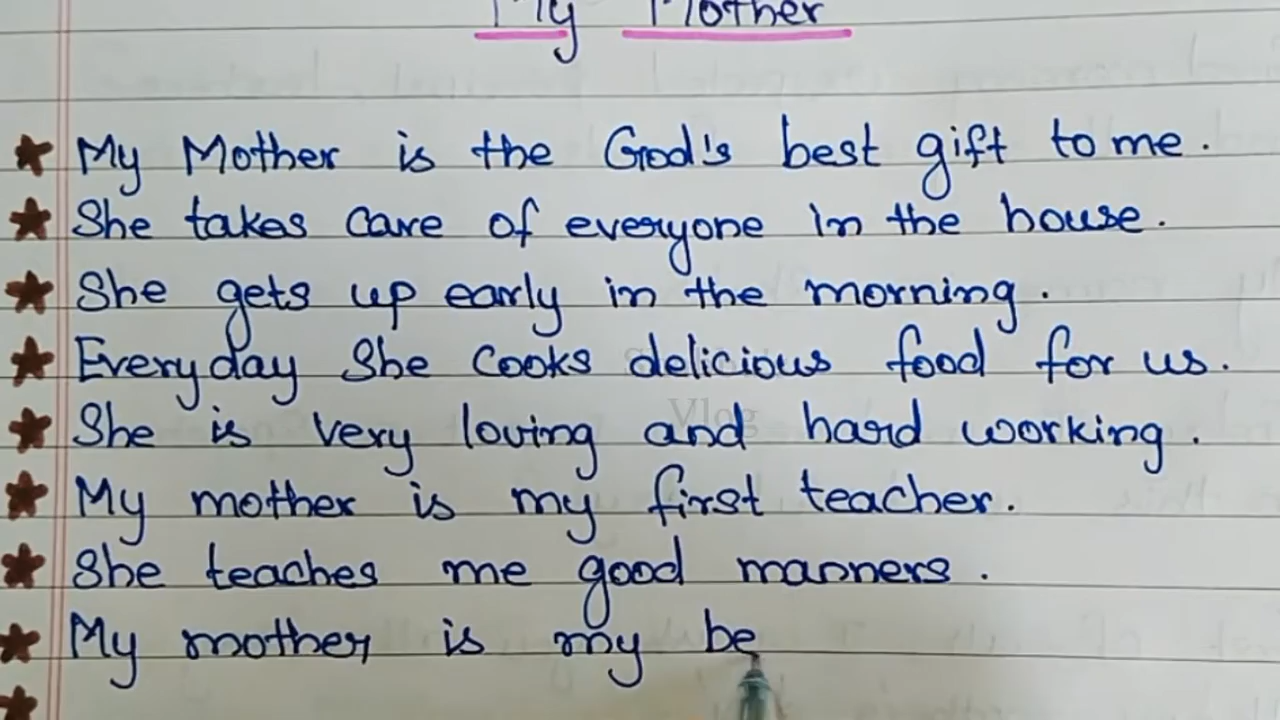 My Mother
My Mother is the God's best gift to me.
She takes care of everyone in the house.
She gets up early in the morning.
Everyday She Cooks delicious food for us.
Vlog
She is very loving and hard working.
My mother is my first teacher.
She teaches me good manners.
My mother is my be